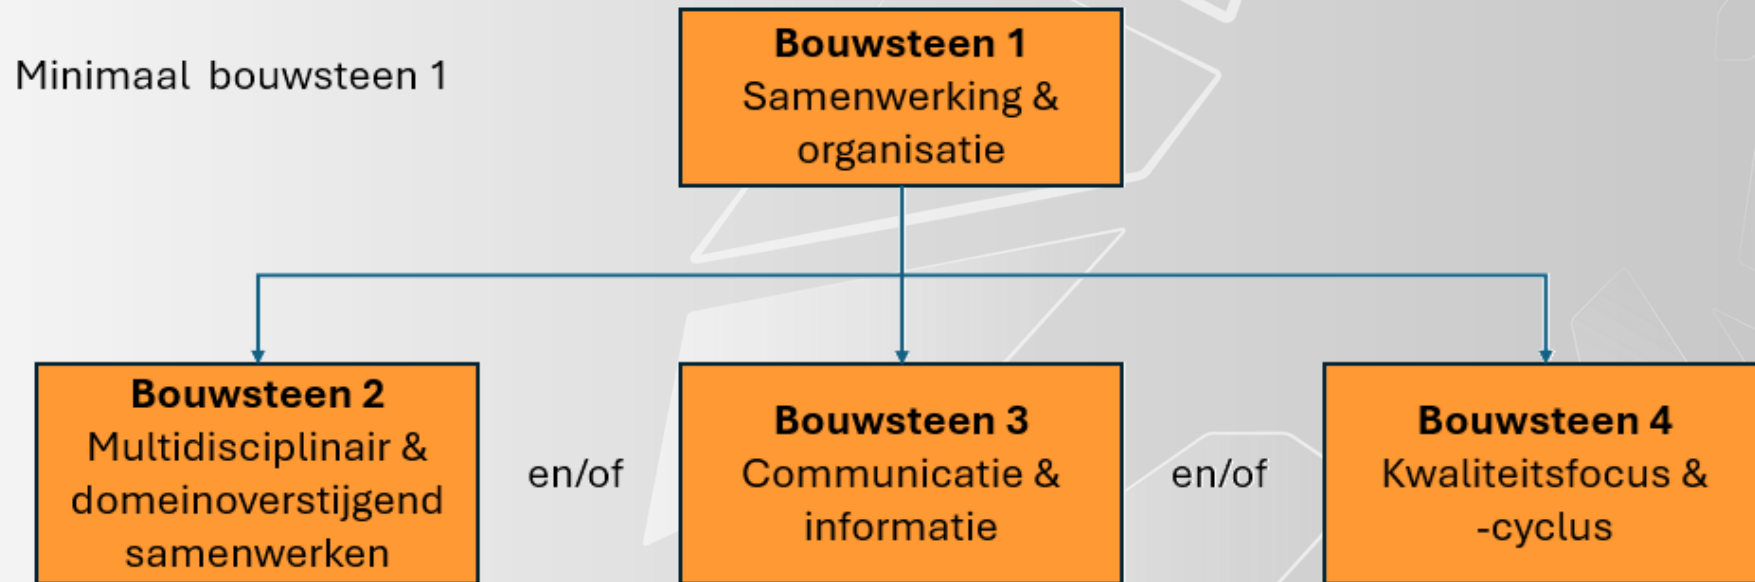 Minimaal bouwsteen 1
Bouwsteen 1
Samenwerking &
organisatie
Bouwsteen 2
Multidisciplinair &
domeinoverstijgend
samenwerken
en/of
Bouwsteen 3
Communicatie &
informatie
en/of
Bouwsteen 4
Kwaliteitsfocus &
-cyclus